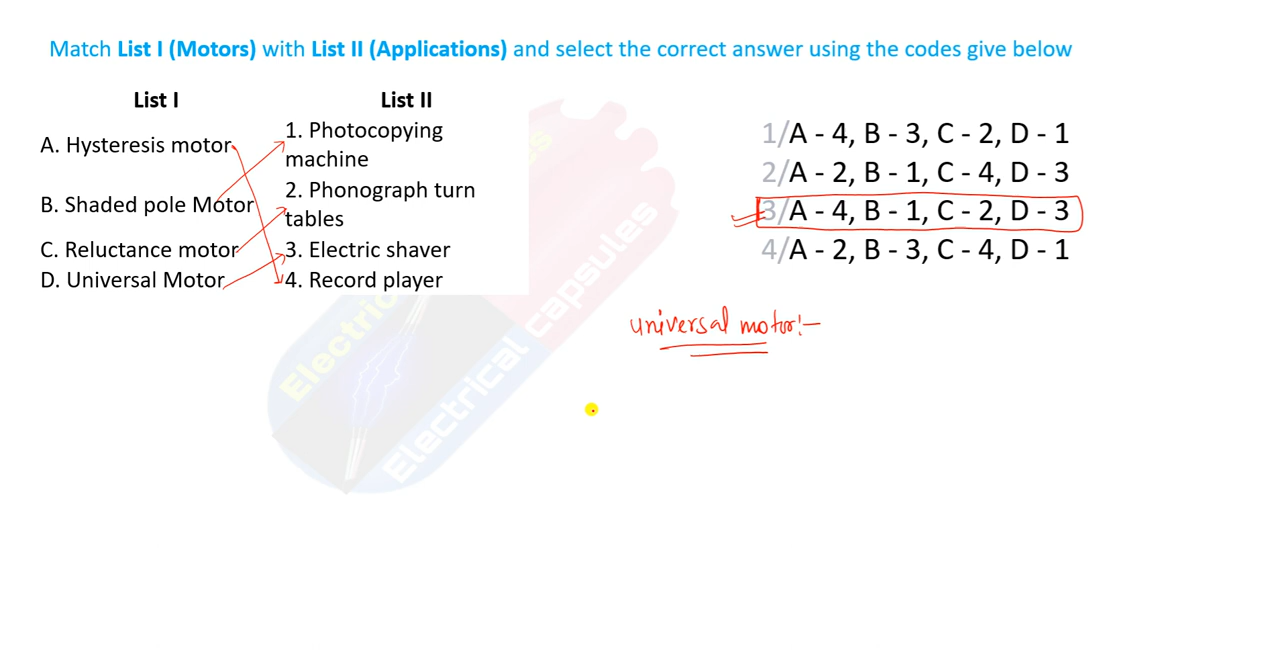 Match List I (Motors) with List II (Applications) and select the correct answer using the codes give below
List I
List II
A. Hysteresis motor
B. Shaded pole Motor
C. Reluctance motor
D. Universal Motor
1. Photocopying
machine
2. Phonograph turn
tables
3. Electric shaver
4. Record player
1/A - 4, B - 3, C - 2, D - 1
2/A - 2, B - 1, C - 4, D - 3
3/A - 4, B - 1, C - 2, D - 3
4/A - 2, B - 3, C - 4, D - 1
universal motor:-
Electrical capsules